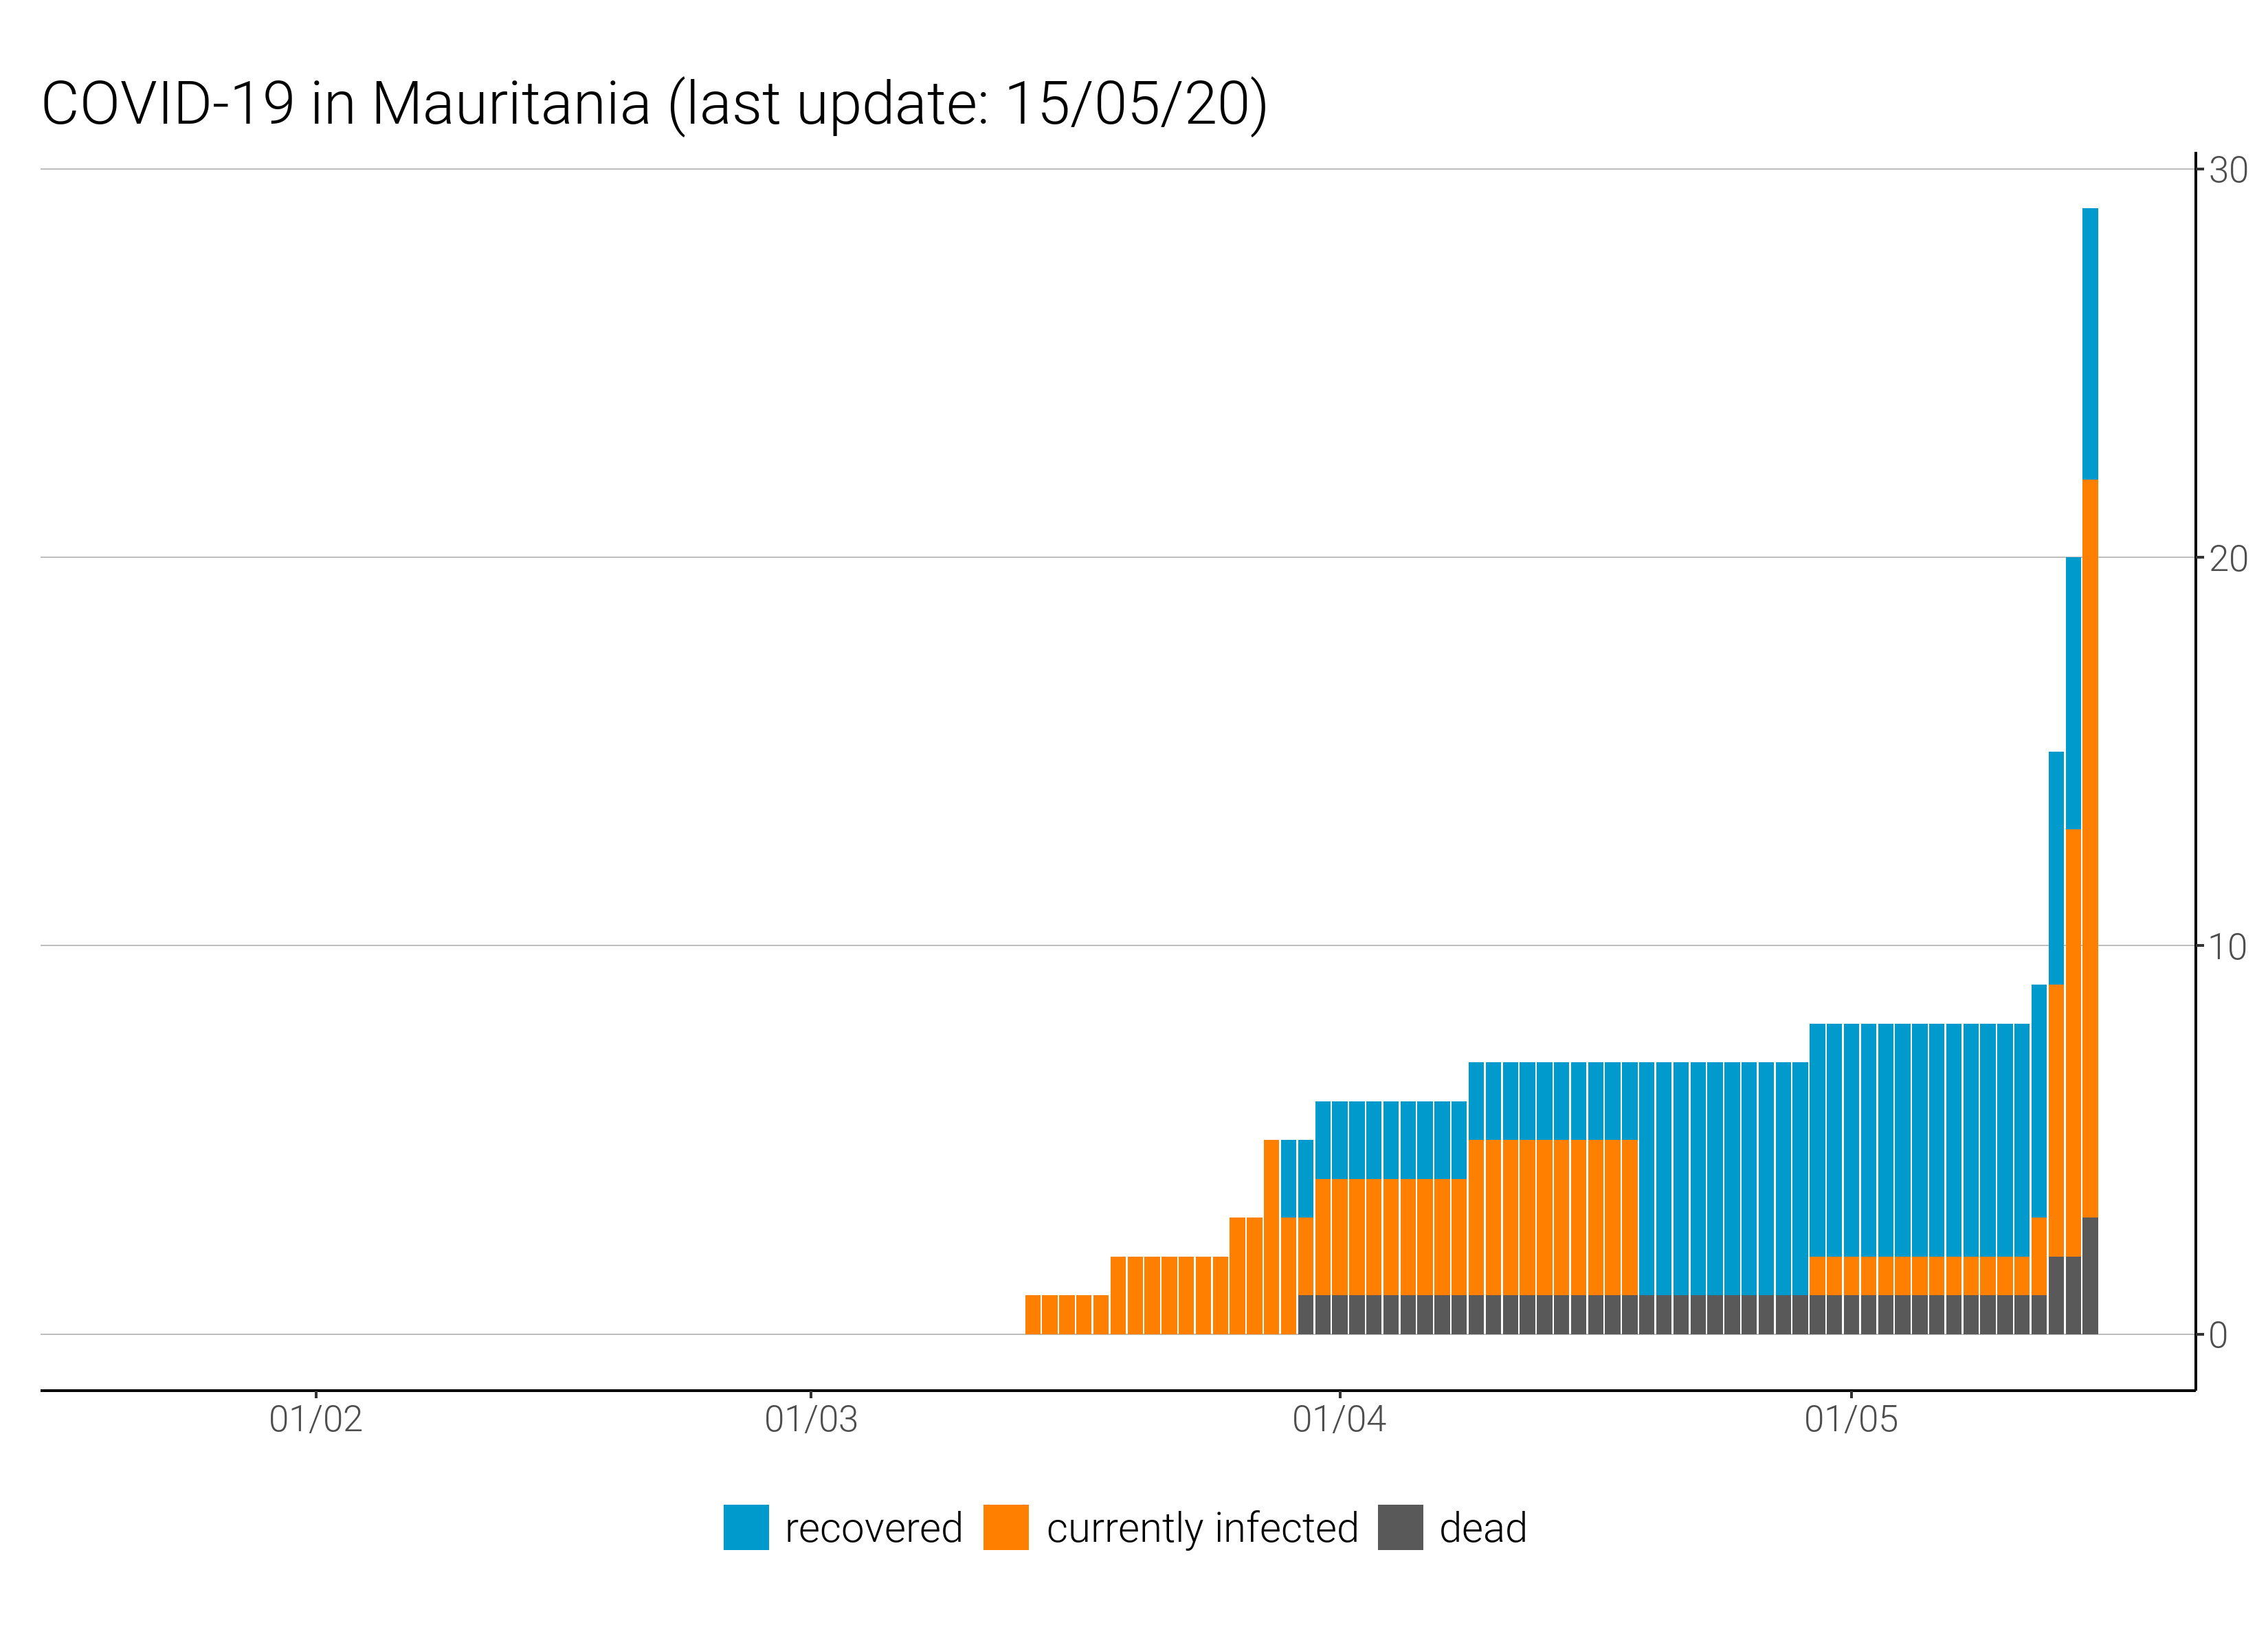 COVID-19 in Mauritania (last update: 15/05/20)
30
20
10
0
01/02 01/03 01/04 01/05
recovered currently infected dead